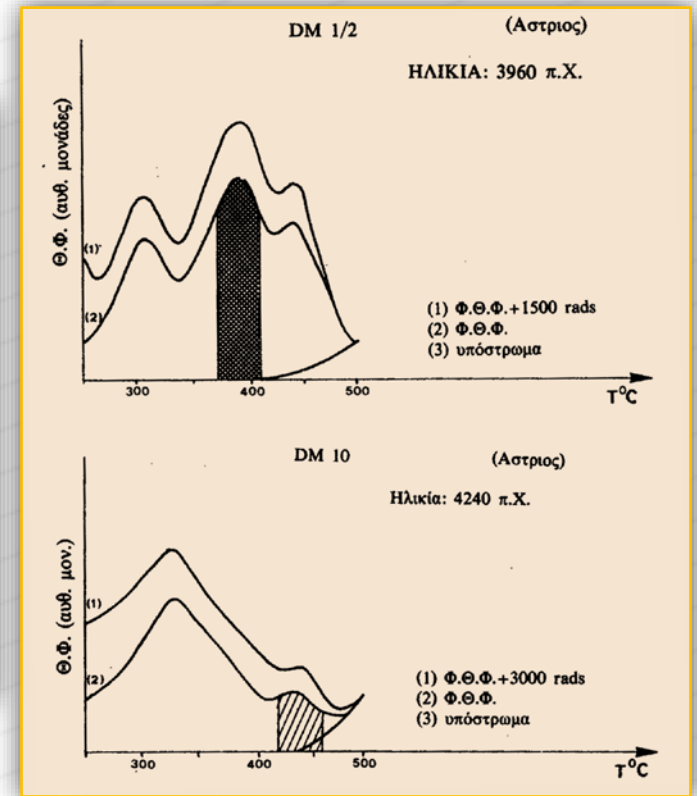 DM 1/2 (Αστριος)
ΗΛΙΚΙΑ: 3960 π.Χ.
Θ.Φ. (αυθ. μονάδες)
(1)
(2)
(1) Φ.Θ.Φ.+1500 rads
(2) Φ.Θ.Φ.
(3) υπόστρωμα
300 400 500
T°C
DM 10 (Αστριος)
Ηλικία: 4240 π.Χ.
Θ.Φ. (αυθ. μον.)
(1)
(2)
(1) Φ.Θ.Φ.+3000 rads
(2) Φ.Θ.Φ.
(3) υπόστρωμα
300 400 500
T°C